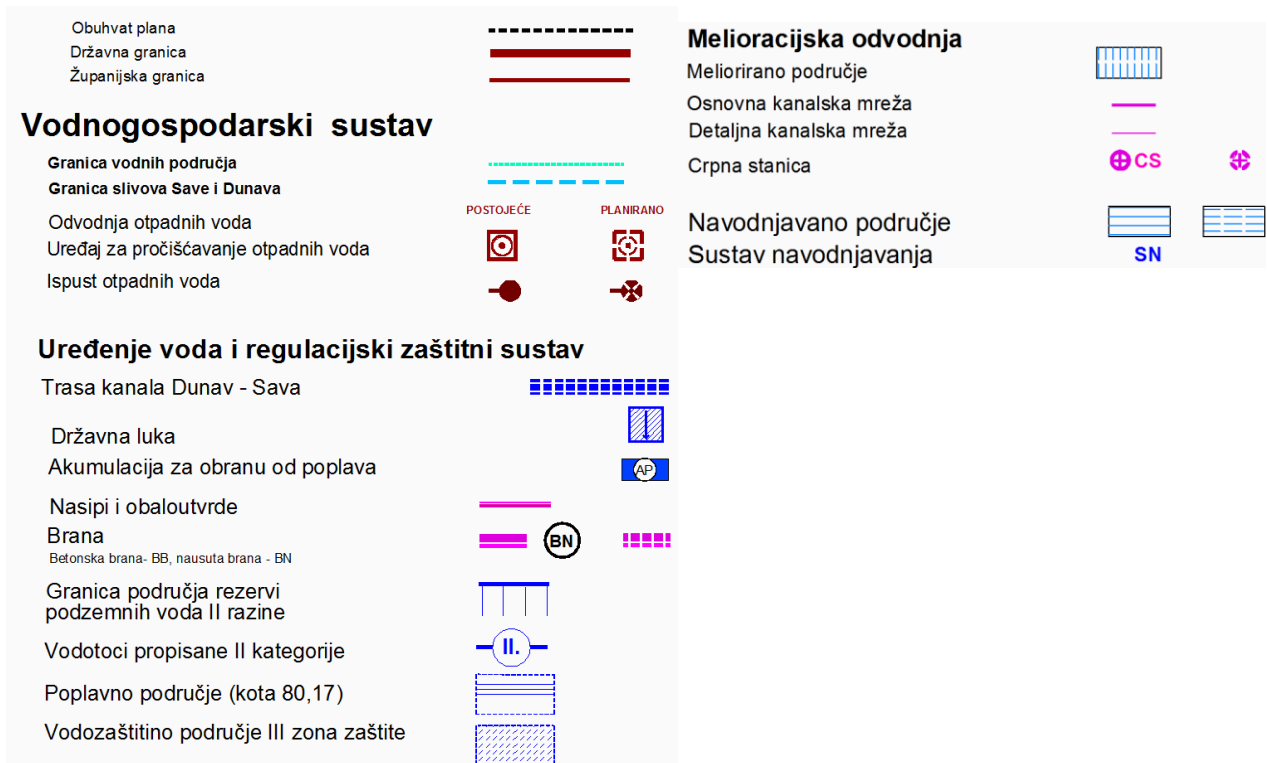 Obuhvat plana
Državna granica
Županijska granica
Vodnogospodarski sustav
Granica vodnih područja
Granica slivova Save i Dunava
POSTOJEĆE PLANIRANO
Odvodnja otpadnih voda
Uređaj za pročišćavanje otpadnih voda
Ispust otpadnih voda
Uređenje voda i regulacijski zaštitni sustav
Trasa kanala Dunav - Sava
Državna luka
Akumulacija za obranu od poplava AP
Nasipi i obaloutvrde
Brana BN
Betonska brana- BB, nausuta brana - BN
Granica područja rezervi
podzemnih voda II razine
Vodotoci propisane II kategorije II.
Poplavno područje (kota 80,17)
Vodozaštitino područje III zona zaštite
Melioracijska odvodnja
Meliorirano područje
Osnovna kanalska mreža
Detaljna kanalska mreža
Crpna stanica CS
Navodnjavano područje
Sustav navodnjavanja SN